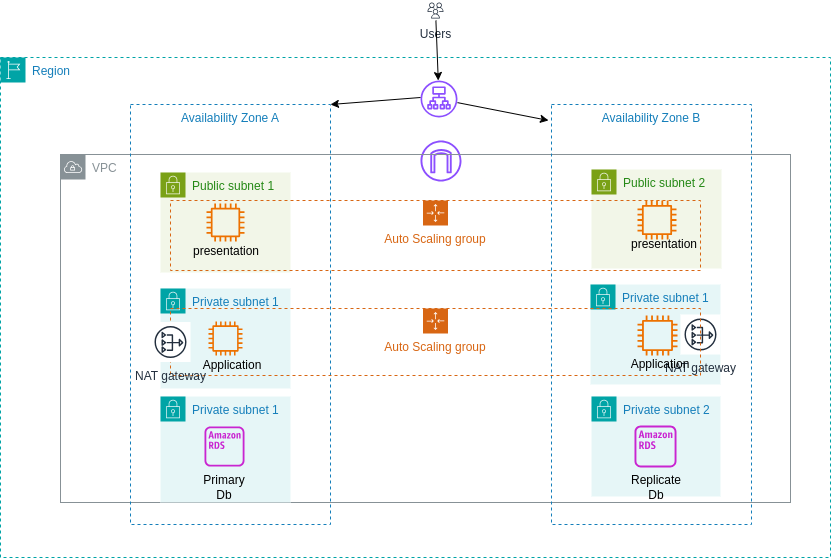 Users
Region
Availability Zone A
Availability Zone B
VPC
Public subnet 1
Public subnet 2
presentation
Auto Scaling group
presentation
Private subnet 1
Private subnet 1
Application
NAT gateway
Auto Scaling group
Application
NAT gateway
Private subnet 1
Private subnet 2
Amazon
RDS
Primary
Db
Amazon
RDS
Replicate
Db